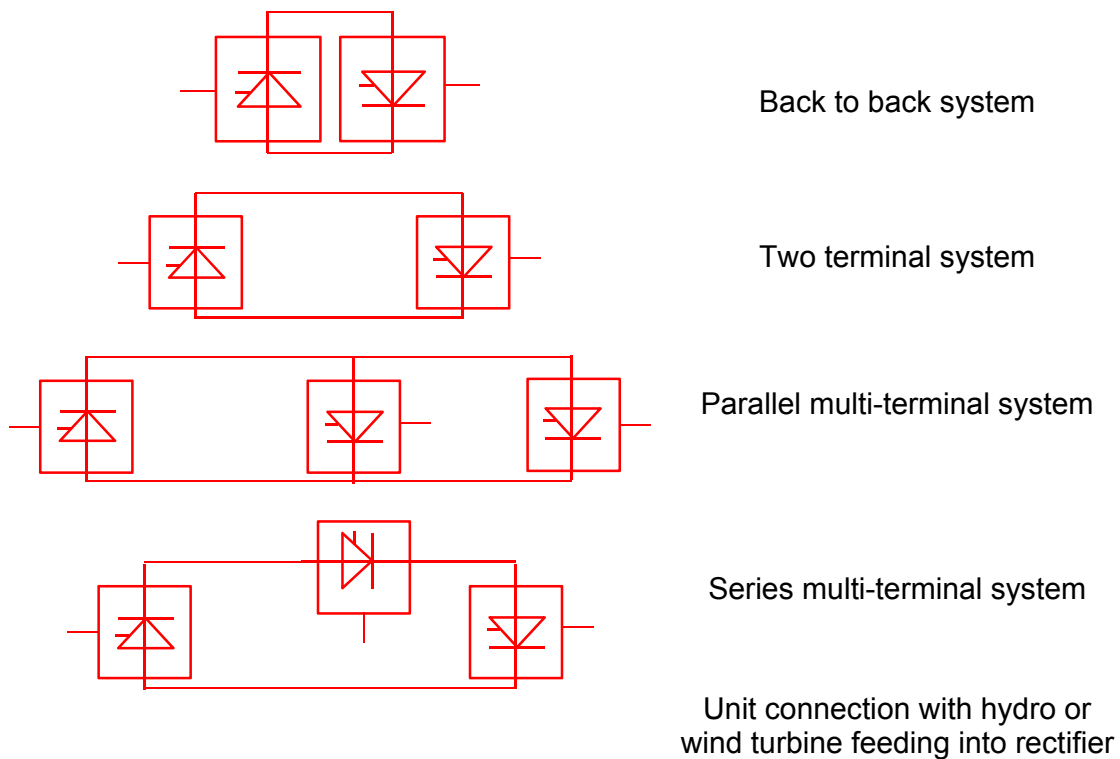 Back to back system
Two terminal system
Parallel multi-terminal system
Series multi-terminal system
Unit connection with hydro or
wind turbine feeding into rectifier